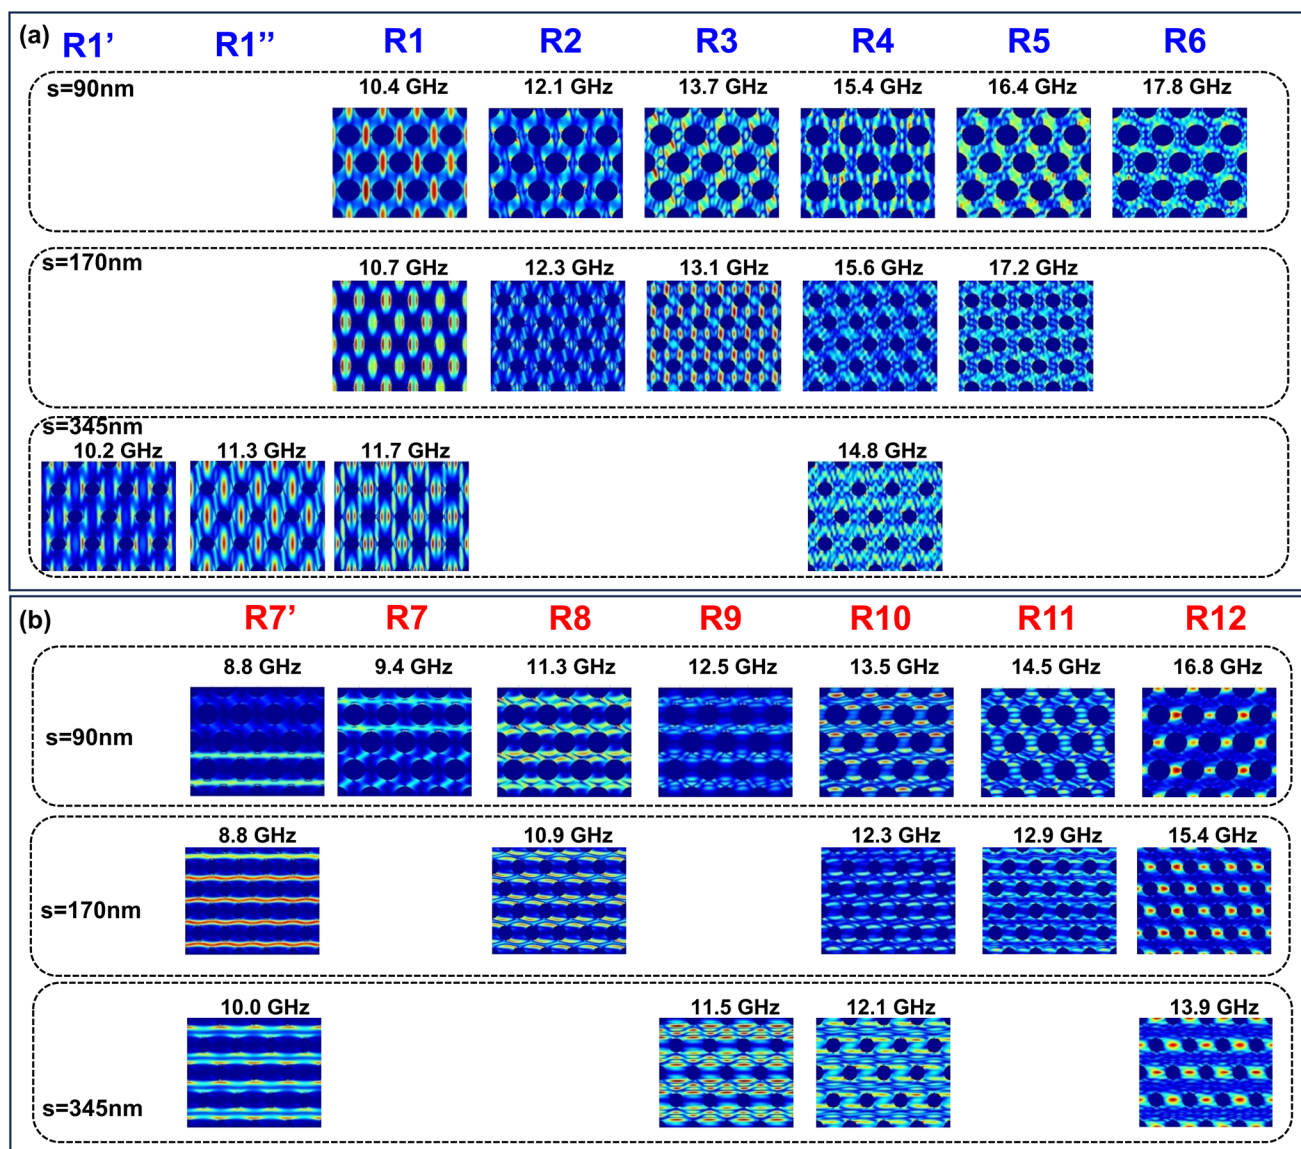 (a)
R1’ R1’’ R1 R2 R3 R4 R5 R6
s=90nm
10.4 GHz 12.1 GHz 13.7 GHz 15.4 GHz 16.4 GHz 17.8 GHz
s=170nm
10.7 GHz 12.3 GHz 13.1 GHz 15.6 GHz 17.2 GHz
s=345nm
10.2 GHz 11.3 GHz 11.7 GHz 14.8 GHz
(b)
R7’ R7 R8 R9 R10 R11 R12
8.8 GHz 9.4 GHz 11.3 GHz 12.5 GHz 13.5 GHz 14.5 GHz 16.8 GHz
s=90nm
8.8 GHz 10.9 GHz 12.3 GHz 12.9 GHz 15.4 GHz
s=170nm
10.0 GHz 11.5 GHz 12.1 GHz 13.9 GHz
s=345nm